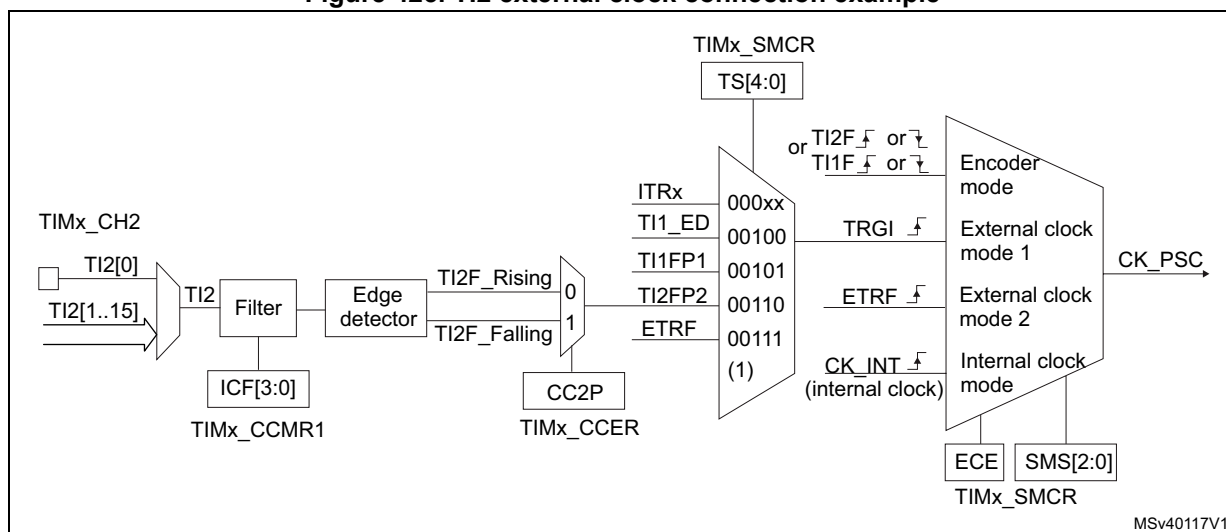 Figure 426. TI2 external clock connection example
TIMx_SMCR
TS[4:0]
or TI2F or
TI1F or
Encoder
mode
ITRx
000xx
TIMx_CH2
TI1_ED
00100
TRGI
External clock
mode 1
CK_PSC
TI2[0]
TI1FP1
00101
TI2F_Rising
0
TI2
Filter
Edge
detector
TI2FP2
00110
ETRF
External clock
mode 2
TI2[1..15]
1
TI2F_Falling
ETRF
00111
(1)
CK_INT
(internal clock)
Internal clock
mode
ICF[3:0]
CC2P
TIMx_CCMR1
TIMx_CCER
ECE
SMS[2:0]
TIMx_SMCR
MSv40117V1